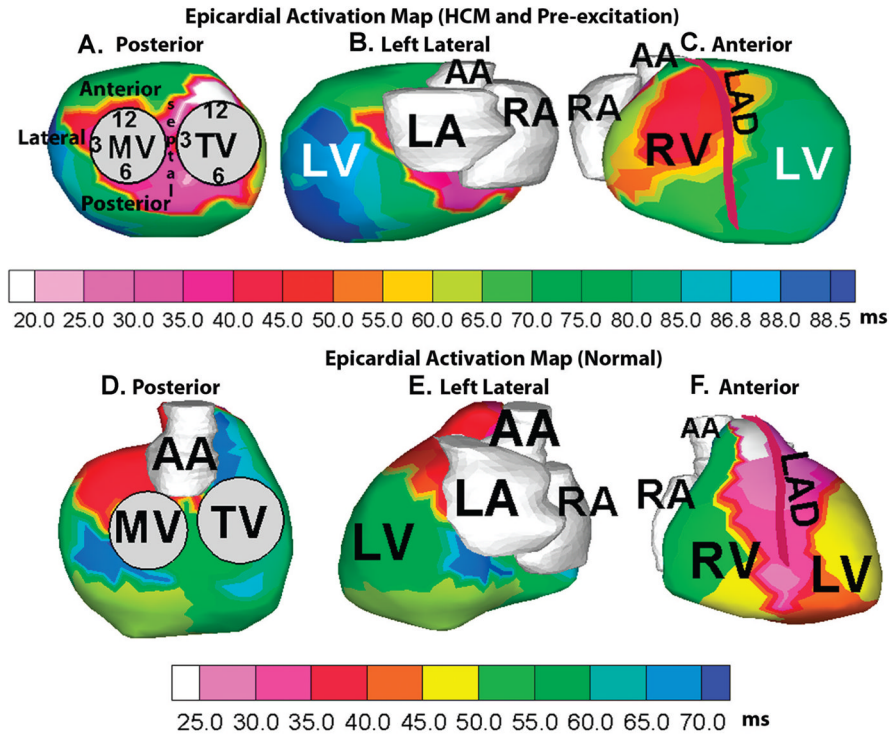 Epicardial Activation Map (HCM and Pre-excitation)
A. Posterior
B. Left Lateral
C. Anterior
Anterior
septal
Lateral
Posterior
12
3 MV
6
12
3 TV
6
AA
LA
RA
LV
AA
RA
RV
LAD
LV
20.0 25.0 30.0 35.0 40.0 45.0 50.0 55.0 60.0 65.0 70.0 75.0 80.0 85.0 86.8 88.0 88.5 ms
Epicardial Activation Map (Normal)
D. Posterior
E. Left Lateral
F. Anterior
AA
MV
TV
AA
LA
RA
LV
AA
RA
LAD
RV
LV
25.0 30.0 35.0 40.0 45.0 50.0 55.0 60.0 65.0 70.0 ms